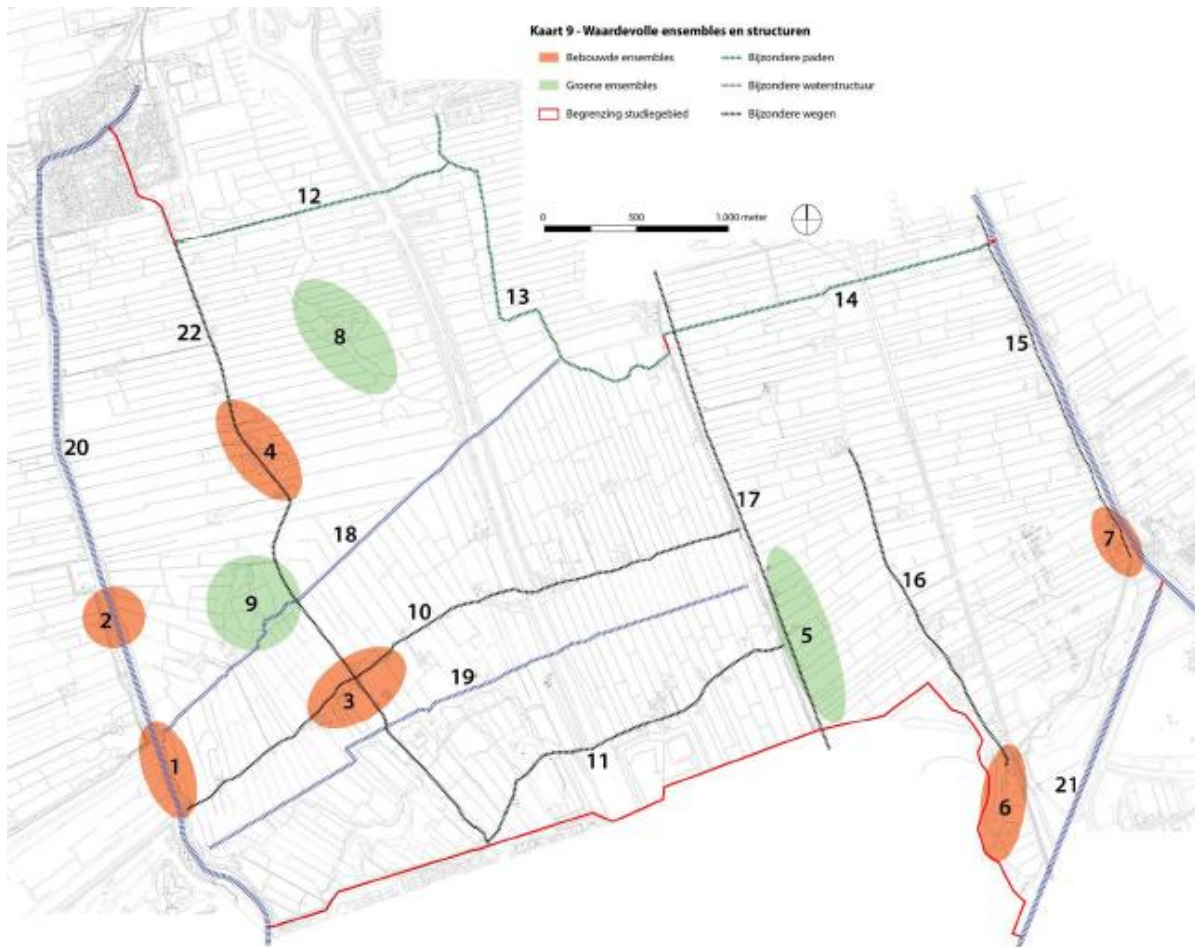 Kaart 9 - Waardevolle ensembles en structuren
Bebouwde ensembles
Bijzondere paden
Groene ensembles
Bijzondere waterstructuur
Begrenzing studiegebied
Bijzondere wegen
0 500 1.000 meter
12
13
14
22
8
15
20
4
17
18
7
16
9
2
10
5
19
3
1
11
21
6